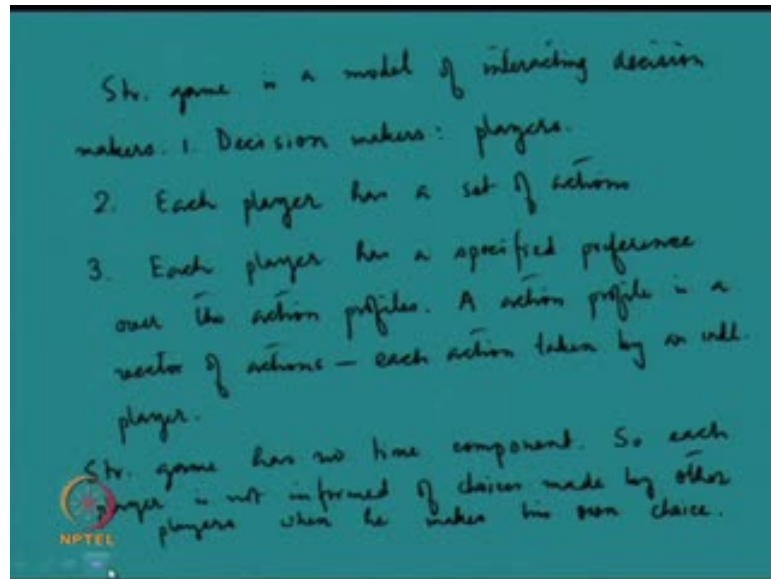 Str. game is a model of interacting decision
makers. 1. Decision makers: players.
2. Each player has a set of actions
3. Each player has a specified preference
over the action profiles. A action profile is a
vector of actions — each action taken by an indl.
player.
Str. game has no time component. So each
player is not informed of choices made by other
players when he makes his own choice.
NPTEL